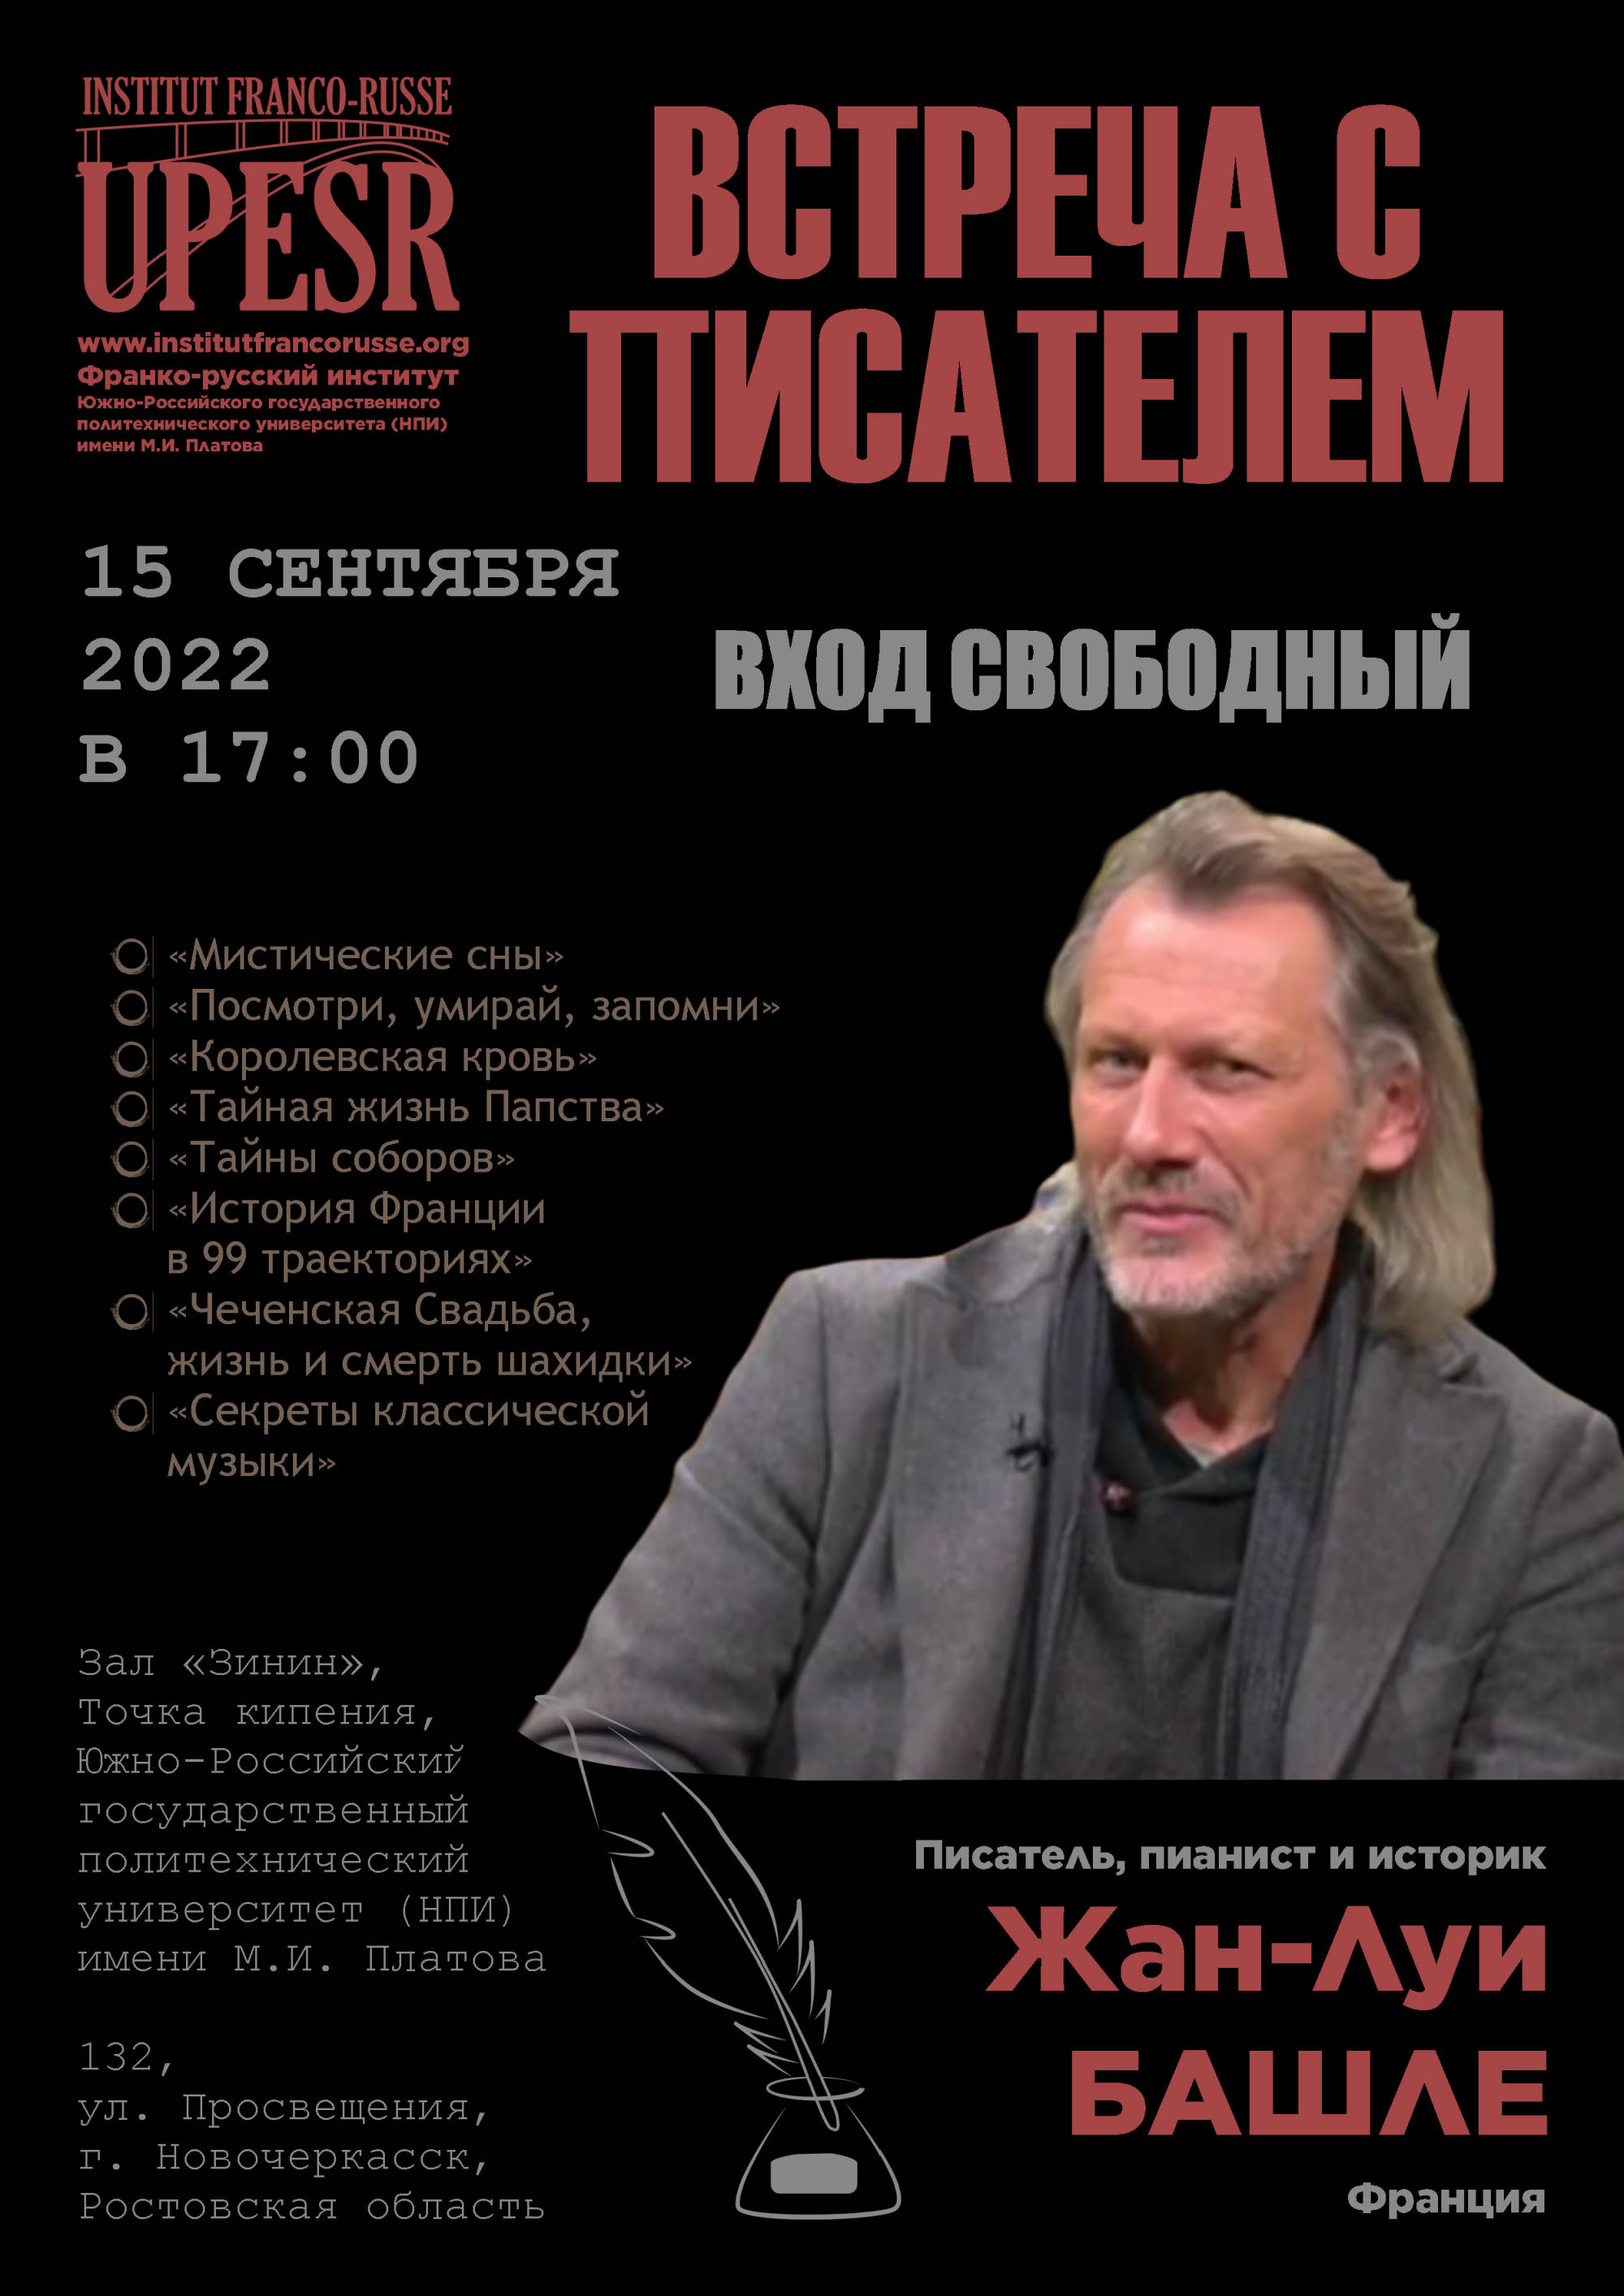 INSTITUT FRANCO-RUSSE
UPESR
www.institutfrancorusse.org
Франко-русский институт
Южно-Российского государственного
политехнического университета (НПИ)
имени М.И. Платова
ВСТРЕЧА С
ПИСАТЕЛЕМ
15 СЕНТЯБРЯ
2022
В 17:00
ВХОД СВОБОДНЫЙ
«Мистические сны»
«Посмотри, умирай, запомни»
«Королевская кровь»
«Тайная жизнь Папства»
«Тайны соборов»
«История Франции
в 99 траекториях»
«Чеченская Свадьба,
жизнь и смерть шахидки»
«Секреты классической
музыки»
Зал «Зинин»,
Точка кипения,
Южно-Российский
государственный
политехнический
университет (НПИ)
имени М.И. Платова
132,
ул. Просвещения,
г. Новочеркасск,
Ростовская область
Писатель, пианист и историк
Жан-Луи
БАШЛЕ
Франция